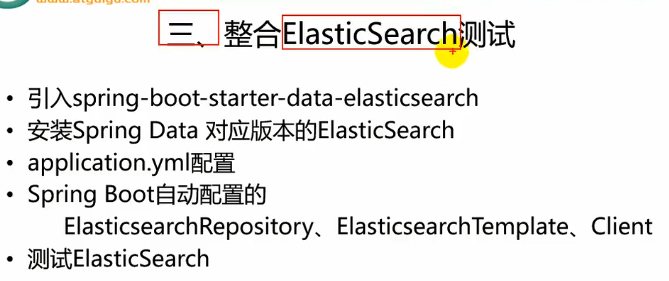 三、整合ElasticSearch测试
• 引入spring-boot-starter-data-elasticsearch
• 安装Spring Data 对应版本的ElasticSearch
• application.yml配置
• Spring Boot自动配置的
ElasticsearchRepository、ElasticsearchTemplate、Client
• 测试ElasticSearch